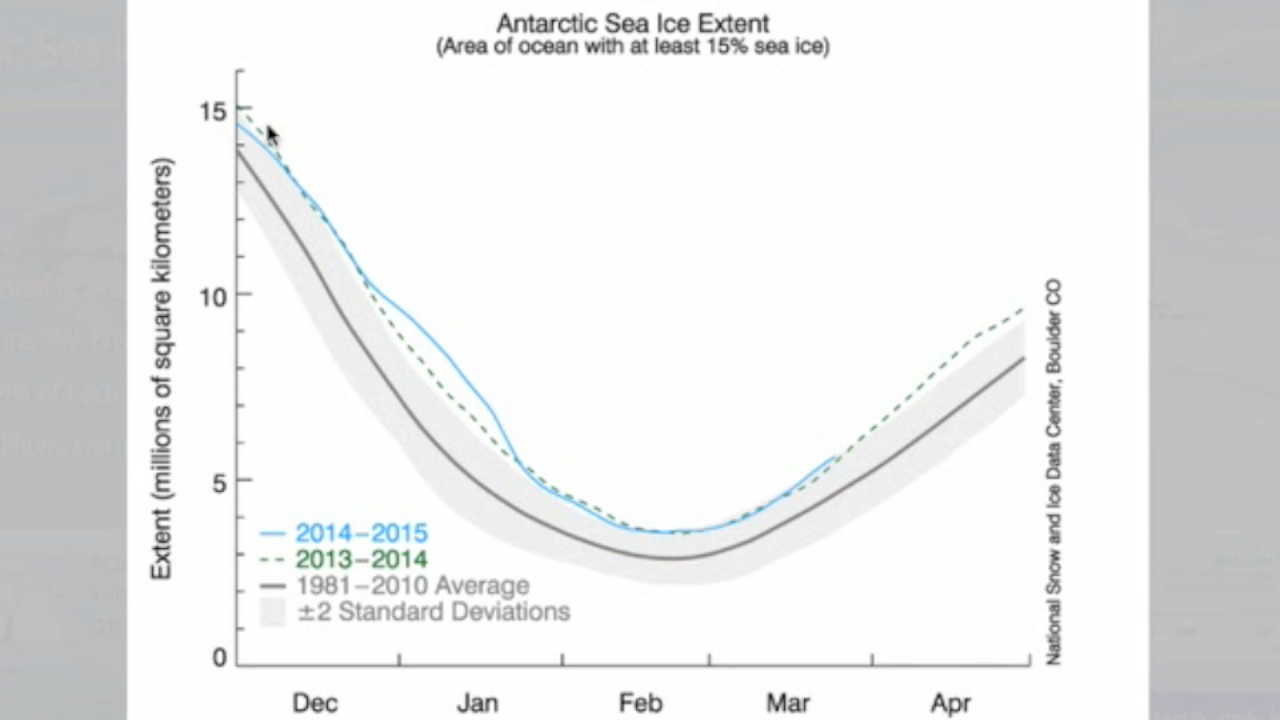 Antarctic Sea Ice Extent
(Area of ocean with at least 15% sea ice)
Extent (millions of square kilometers)
15
10
5
0
2014–2015
2013–2014
1981–2010 Average
±2 Standard Deviations
Dec Jan Feb Mar Apr
National Snow and Ice Data Center, Boulder CO